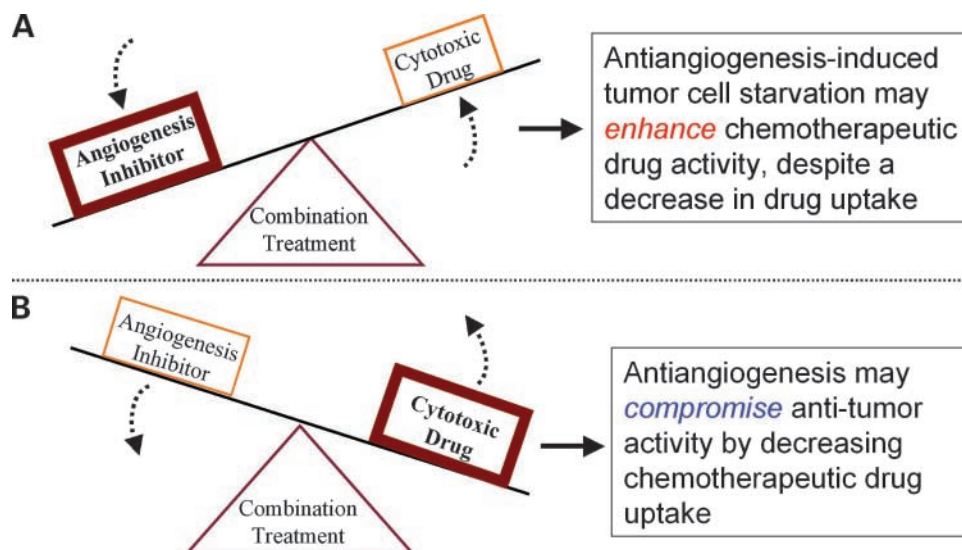 A
Angiogenesis
Inhibitor
Cytotoxic
Drug
Combination
Treatment
Antiangiogenesis-induced
tumor cell starvation may
enhance chemotherapeutic
drug activity, despite a
decrease in drug uptake
B
Angiogenesis
Inhibitor
Cytotoxic
Drug
Combination
Treatment
Antiangiogenesis may
compromise anti-tumor
activity by decreasing
chemotherapeutic drug
uptake